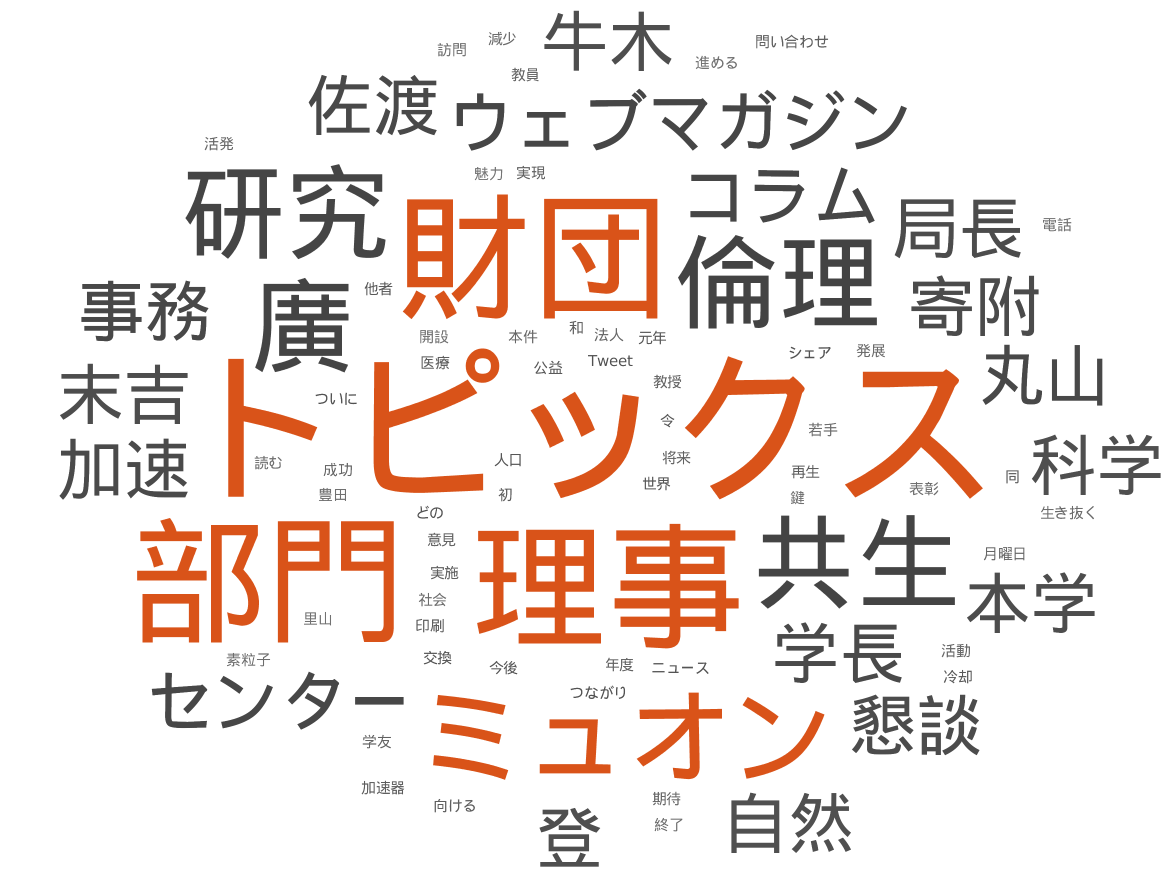 牛木
訪問
減少
問い合わせ
進める
教員
佐渡
ウェブマガジン
活発
魅力
実現
研究
財団
コラム
倫理
局長
電話
事務
廣
他者
寄附
開設
本件
和
法人
元年
末吉
医療
公益
Tweet
シェア
発展
丸山
トピックス
ついに
教授
令
若手
加速
読む
成功
人口
将来
再生
科学
豊田
初
世界
鍵
表彰
同
生き抜く
部門
どの
理事
共生
意見
月曜日
実施
本学
里山
社会
印刷
学長
素粒子
交換
今後
年度
ニュース
活動
冷却
センター
つながり
ミュオン
懇談
学友
加速器
向ける
期待
自然
登
終了